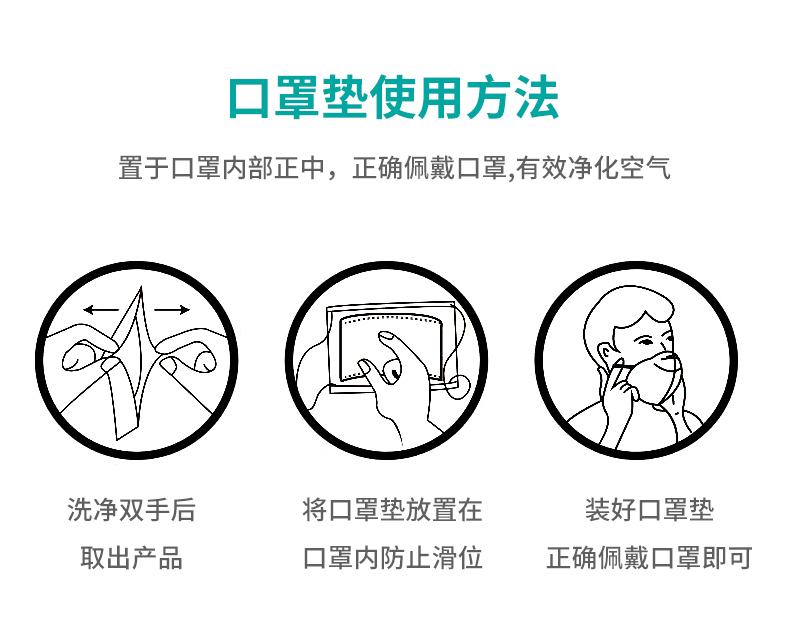 口罩垫使用方法
置于口罩内部正中，正确佩戴口罩,有效净化空气
洗净双手后
取出产品
将口罩垫放置在
口罩内防止滑位
装好口罩垫
正确佩戴口罩即可